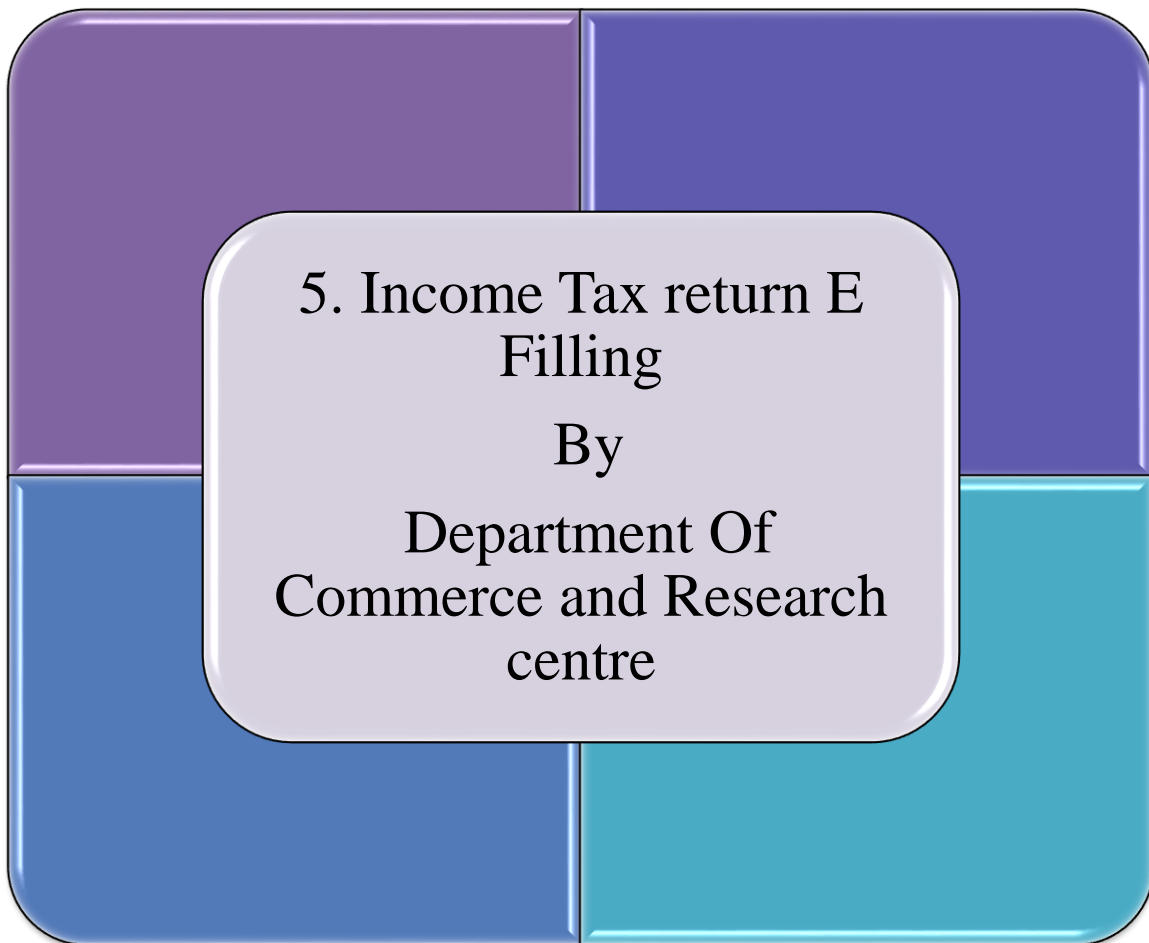 5. Income Tax return E
Filling
By
Department Of
Commerce and Research
centre